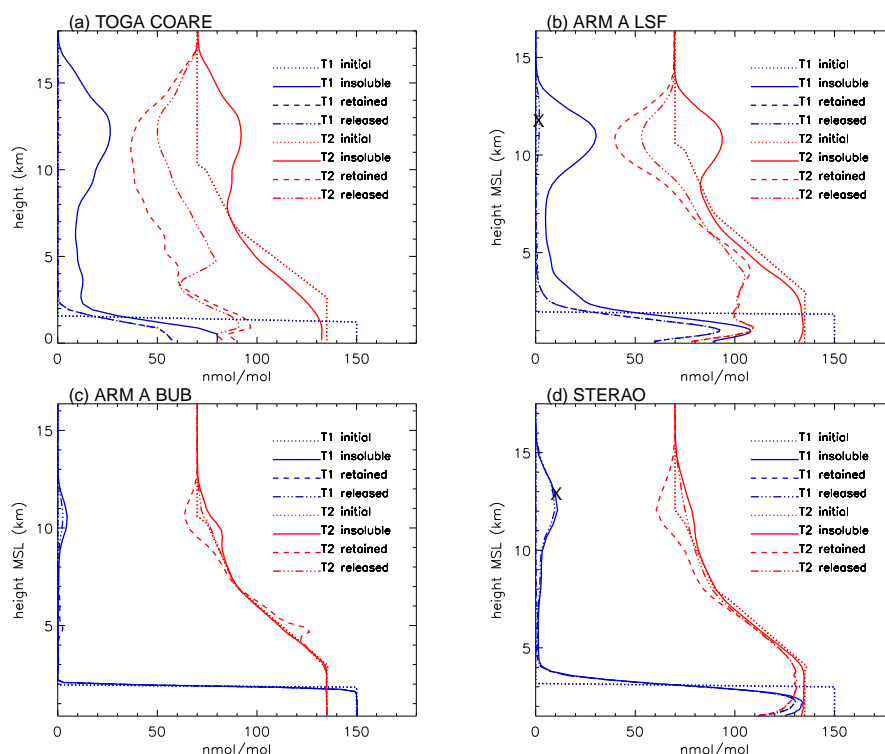 (a) TOGA COARE
height (km)
15
10
5
0
T1 initial
T1 insoluble
T1 retained
T1 released
T2 initial
T2 insoluble
T2 retained
T2 released
0 50 100 150
nmol/mol
(b) ARM A LSF
height MSL (km)
15
10
5
X
T1 initial
T1 insoluble
T1 retained
T1 released
T2 initial
T2 insoluble
T2 retained
T2 released
0 50 100 150
nmol/mol
(c) ARM A BUB
height MSL (km)
15
10
5
T1 initial
T1 insoluble
T1 retained
T1 released
T2 initial
T2 insoluble
T2 retained
T2 released
0 50 100 150
nmol/mol
(d) STERAO
height MSL (km)
15
10
5
X
T1 initial
T1 insoluble
T1 retained
T1 released
T2 initial
T2 insoluble
T2 retained
T2 released
0 50 100 150
nmol/mol